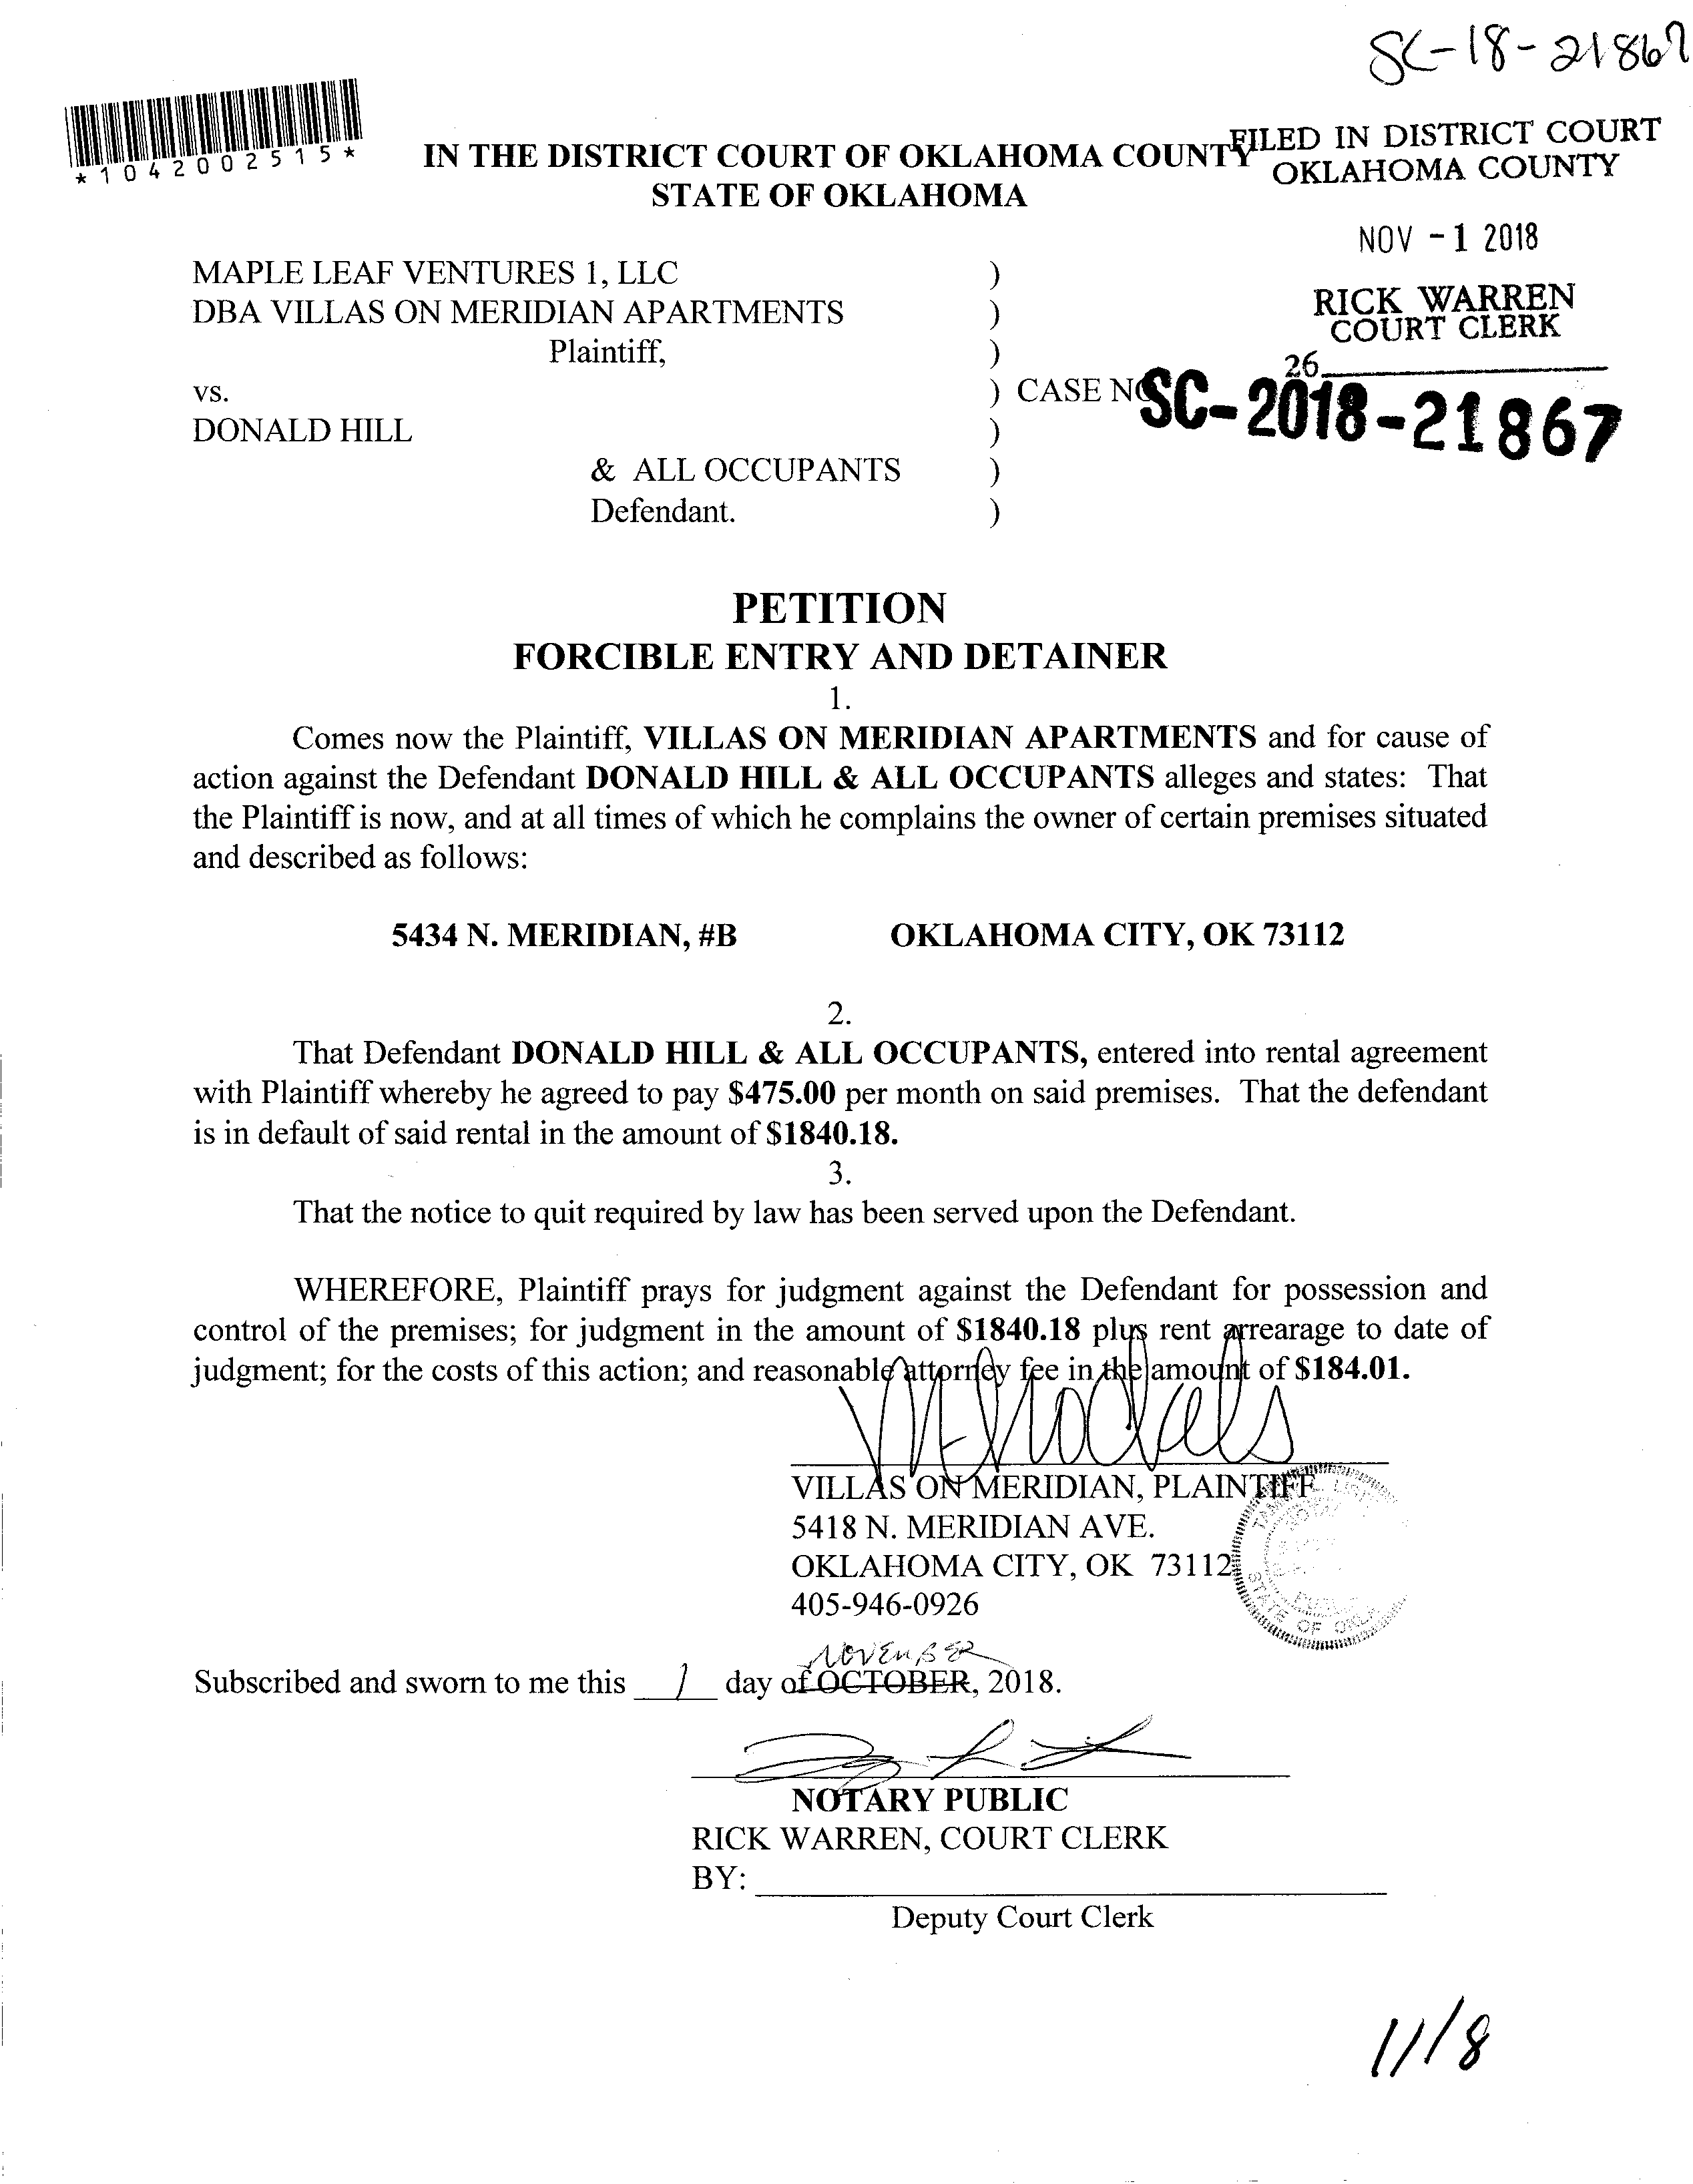 SC-18-21867
*1042002515*
IN THE DISTRICT COURT OF OKLAHOMA COUNTY
STATE OF OKLAHOMA
FILED IN DISTRICT COURT
OKLAHOMA COUNTY
NOV - 1 2018
RICK WARREN
COURT CLERK
26
MAPLE LEAF VENTURES 1, LLC )
DBA VILLAS ON MERIDIAN APARTMENTS )
Plaintiff, )
vs. ) CASE NO SC-2018-21867
DONALD HILL )
& ALL OCCUPANTS )
Defendant. )
PETITION
FORCIBLE ENTRY AND DETAINER
1.
Comes now the Plaintiff, VILLAS ON MERIDIAN APARTMENTS and for cause of
action against the Defendant DONALD HILL & ALL OCCUPANTS alleges and states: That
the Plaintiff is now, and at all times of which he complains the owner of certain premises situated
and described as follows:
5434 N. MERIDIAN, #B OKLAHOMA CITY, OK 73112
2.
That Defendant DONALD HILL & ALL OCCUPANTS, entered into rental agreement
with Plaintiff whereby he agreed to pay $475.00 per month on said premises. That the defendant
is in default of said rental in the amount of $1840.18.
3.
That the notice to quit required by law has been served upon the Defendant.
WHEREFORE, Plaintiff prays for judgment against the Defendant for possession and
control of the premises; for judgment in the amount of $1840.18 plus rent arrearage to date of
judgment; for the costs of this action; and reasonable attorney fee in the amount of $184.01.
VILLAS ON MERIDIAN, PLAINTIFF
5418 N. MERIDIAN AVE.
OKLAHOMA CITY, OK 73112
405-946-0926
STATE OF OKLA
NOVEMBER
Subscribed and sworn to me this 1 day of OCTOBER, 2018.
NOTARY PUBLIC
RICK WARREN, COURT CLERK
BY:
Deputy Court Clerk
11/8